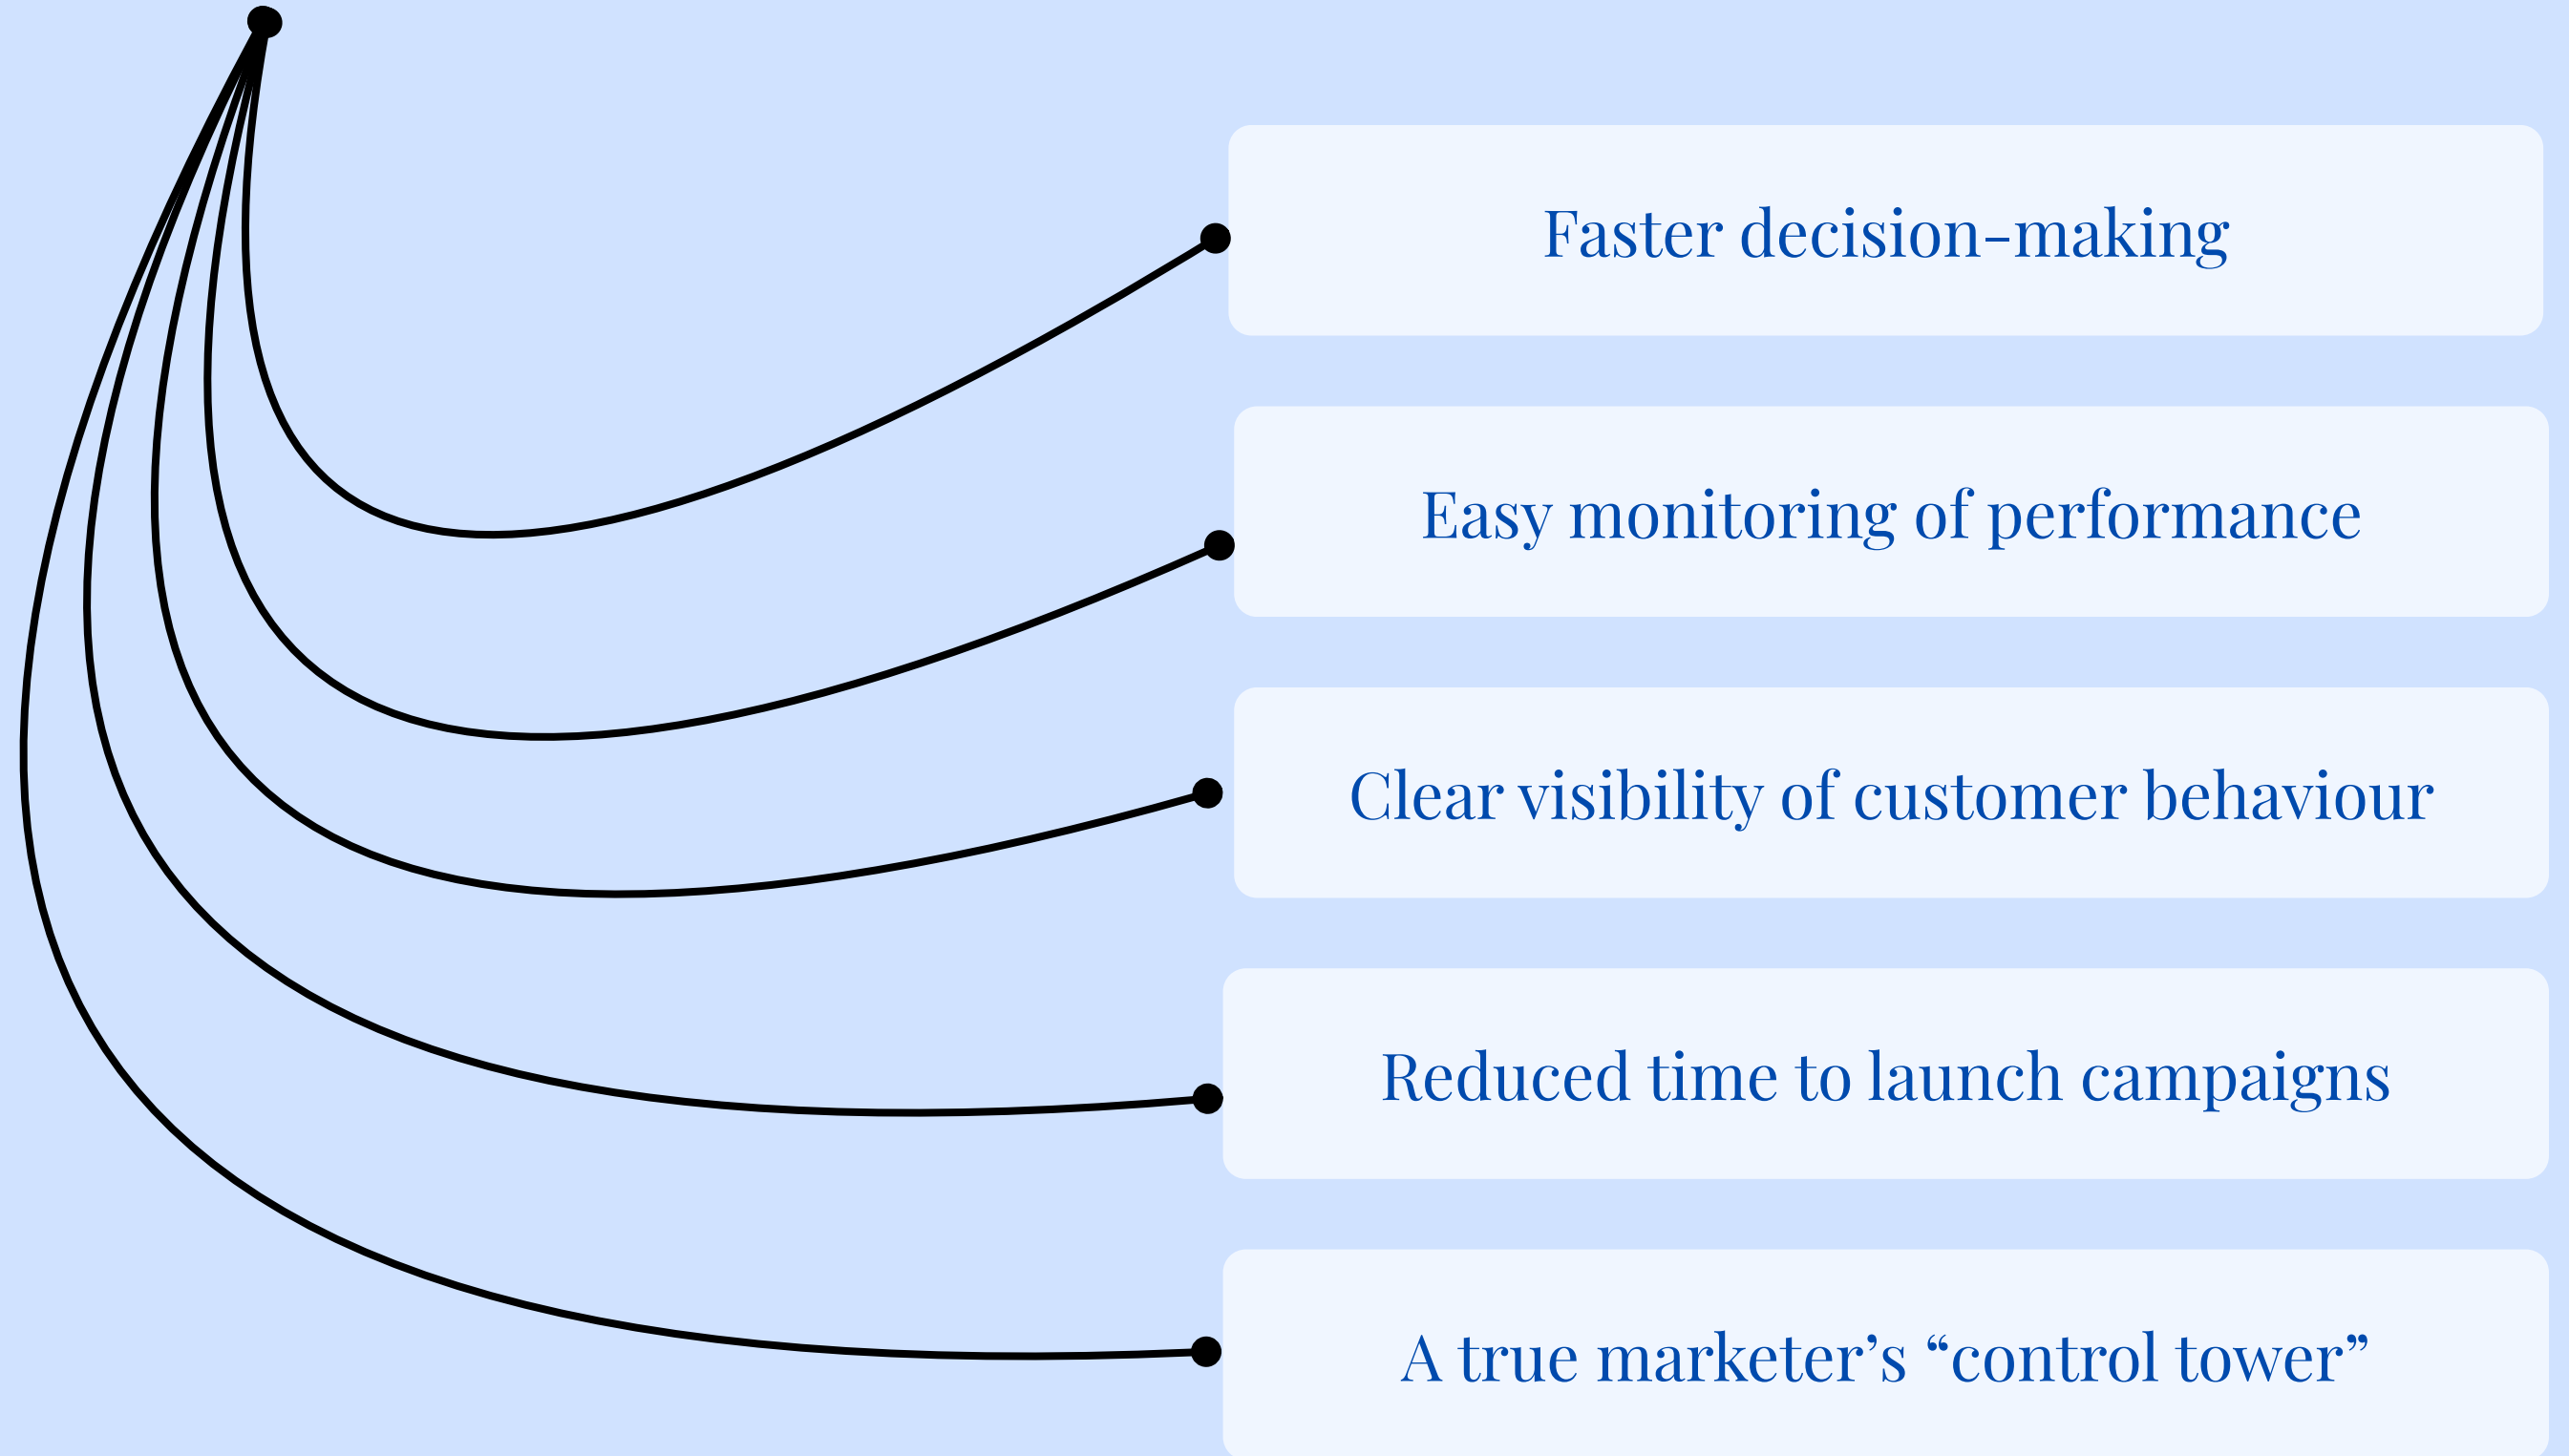 Faster decision-making
Easy monitoring of performance
Clear visibility of customer behaviour
Reduced time to launch campaigns
A true marketer’s “control tower”